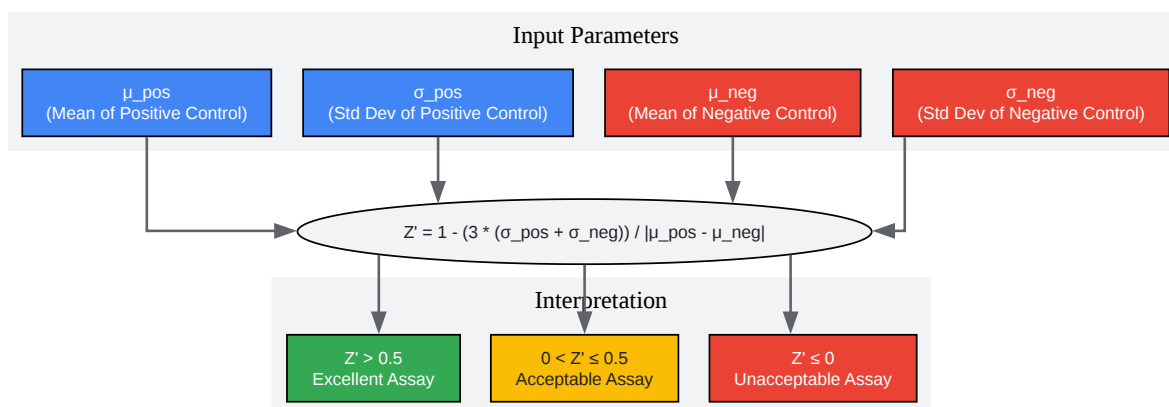 Input Parameters
μ_pos
(Mean of Positive Control)
σ_pos
(Std Dev of Positive Control)
μ_neg
(Mean of Negative Control)
σ_neg
(Std Dev of Negative Control)
Z' = 1 - (3 * (σ_pos + σ_neg)) / |μ_pos - μ_neg|
Interpretation
Z' > 0.5
Excellent Assay
0 < Z' ≤ 0.5
Acceptable Assay
Z' ≤ 0
Unacceptable Assay